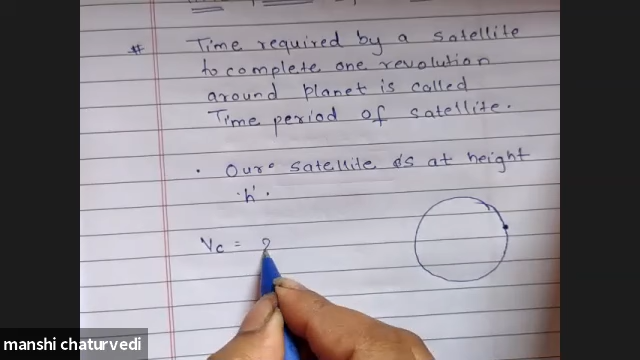 # Time required by a satellite
to complete one revolution
around planet is called
Time period of satellite.
• Our satellite is at height
'h'.
Vc = 2
manshi chaturvedi